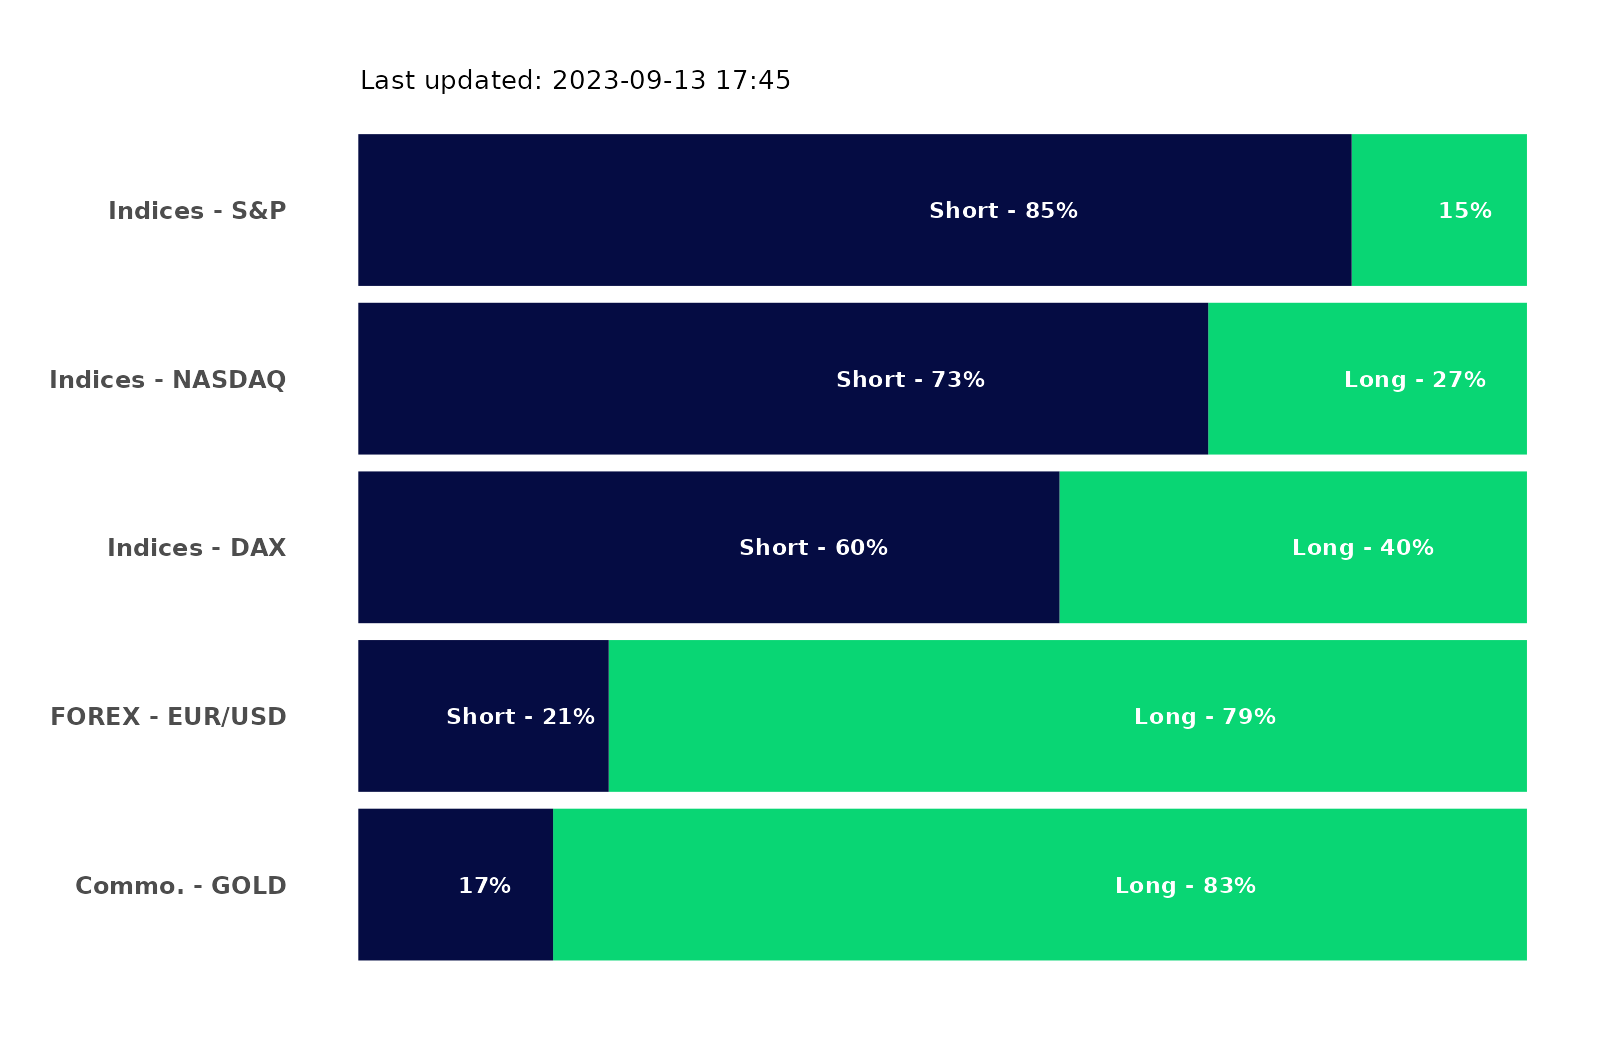 Last updated: 2023-09-13 17:45
Indices - S&P Short - 85% 15%
Indices - NASDAQ Short - 73% Long - 27%
Indices - DAX Short - 60% Long - 40%
FOREX - EUR/USD Short - 21% Long - 79%
Commo. - GOLD 17% Long - 83%